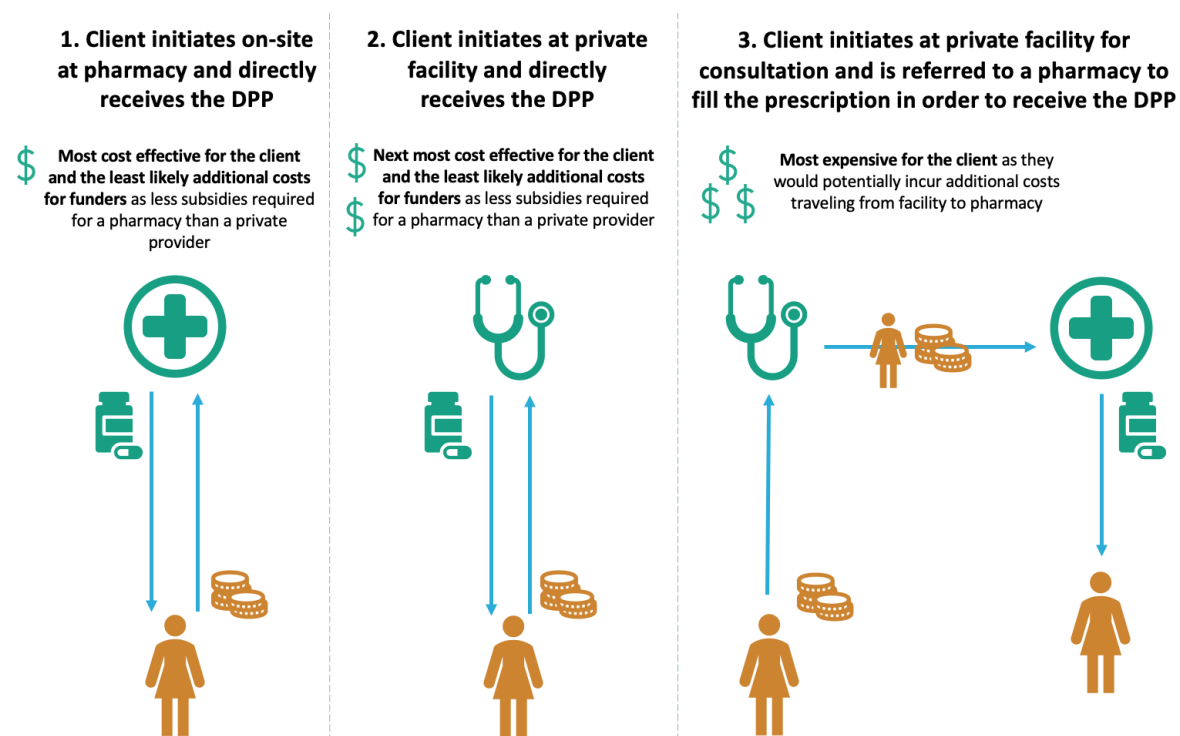 1. Client initiates on-site
at pharmacy and directly
receives the DPP
$
Most cost effective for the client
and the least likely additional costs
for funders as less subsidies required
for a pharmacy than a private
provider
2. Client initiates at private
facility and directly
receives the DPP
$
$
Next most cost effective for the client
and the least likely additional costs
for funders as less subsidies required
for a pharmacy than a private provider
3. Client initiates at private facility for
consultation and is referred to a pharmacy to
fill the prescription in order to receive the DPP
$
$ $
Most expensive for the client as they
would potentially incur additional costs
traveling from facility to pharmacy